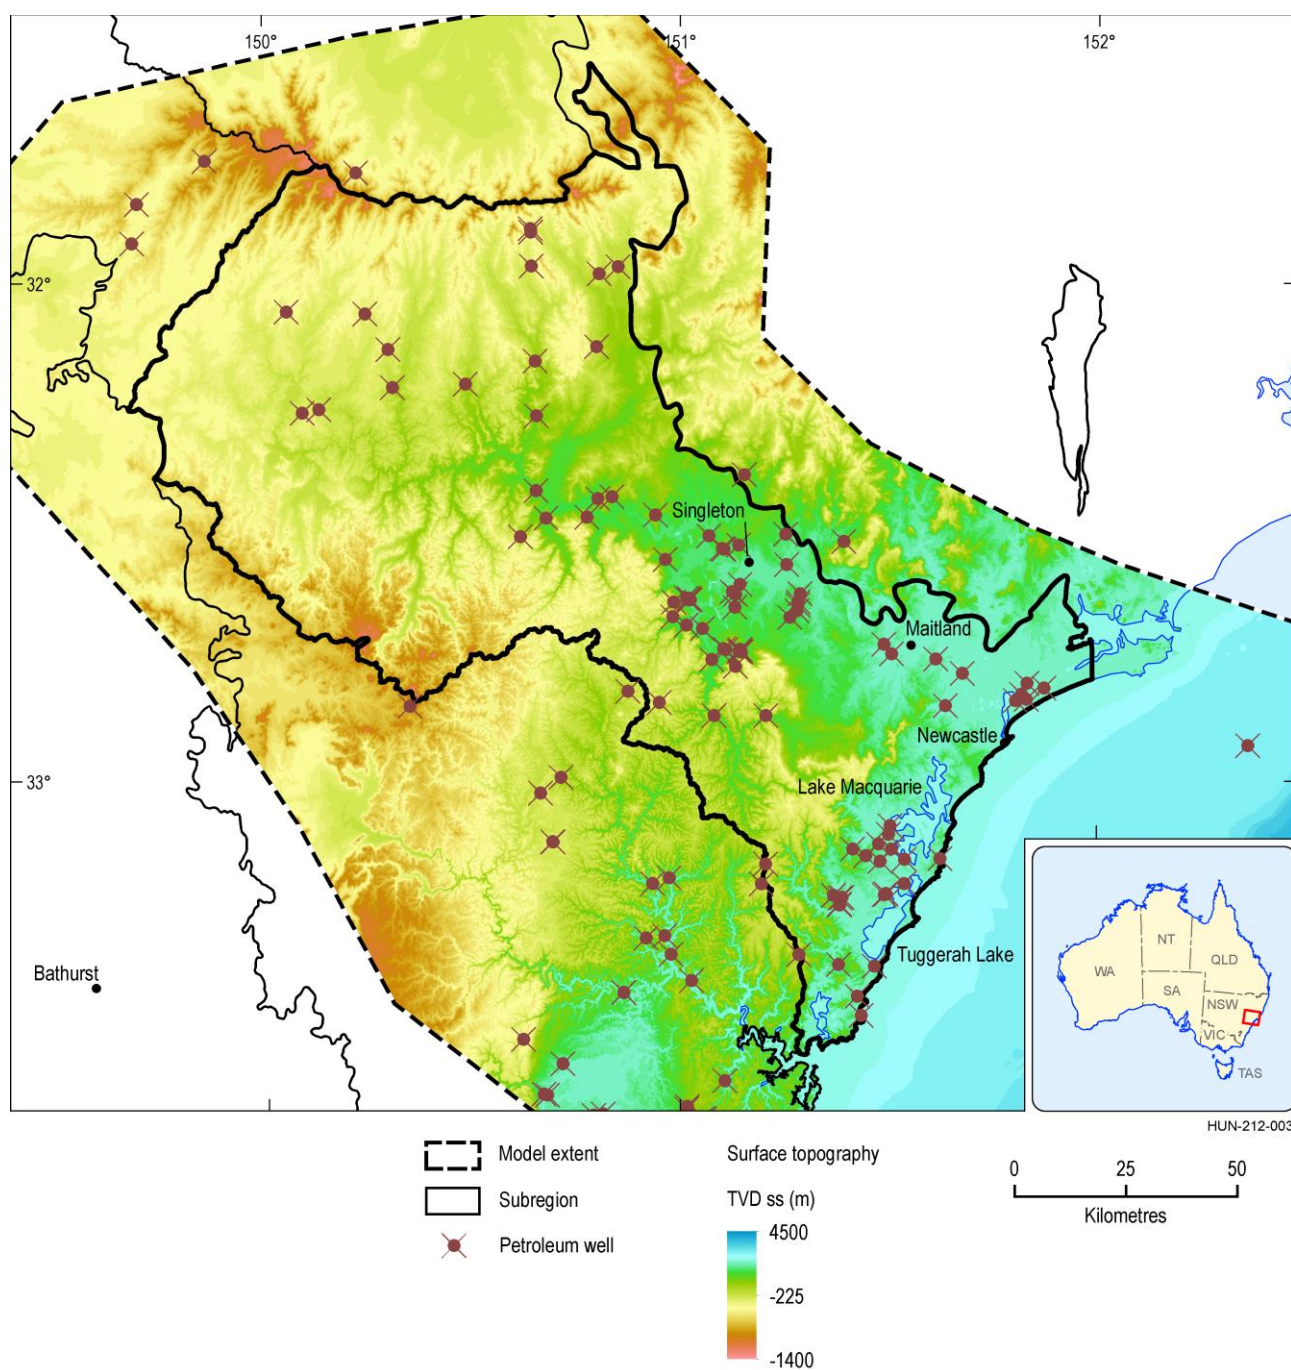 150°
151°
152°
32°
Singleton
Maitland
Newcastle
33°
Lake Macquarie
Tuggerah Lake
Bathurst
NT
QLD
WA
SA
NSW
VIC
TAS
HUN-212-003
Model extent
Surface topography
0 25 50
Subregion
TVD ss (m)
Kilometres
4500
Petroleum well
-225
-1400